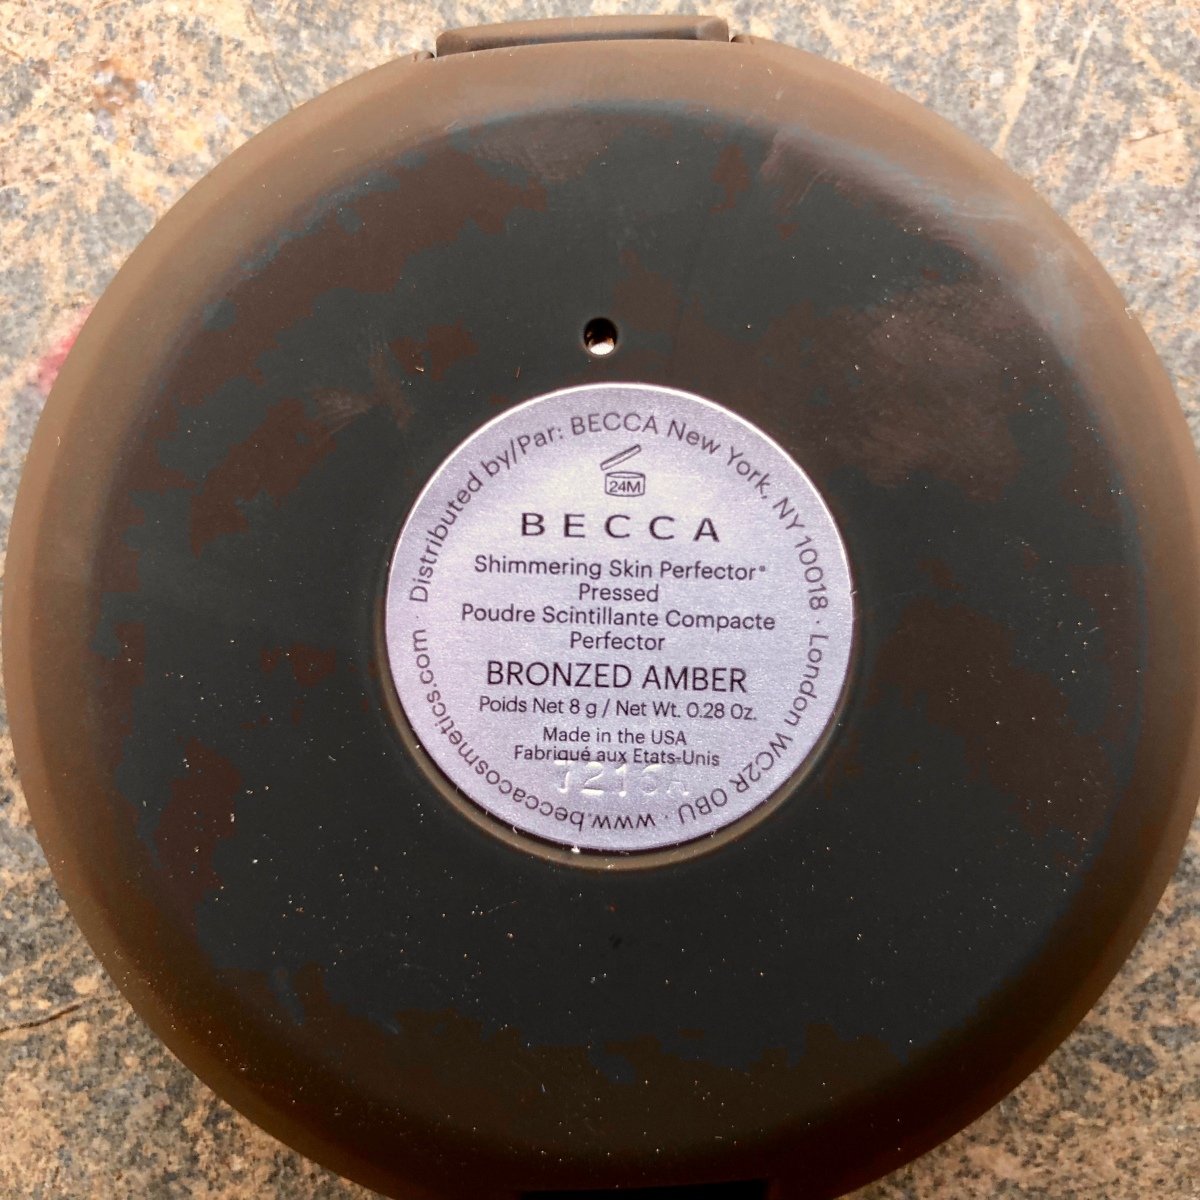 Distributed by/Par: BECCA New York, NY 10018 · London WC2R 0BU · www.beccacosmetics.com ·
24M
BECCA
Shimmering Skin Perfector®
Pressed
Poudre Scintillante Compacte
Perfector
BRONZED AMBER
Poids Net 8 g / Net Wt. 0.28 Oz.
Made in the USA
Fabriqué aux Etats-Unis